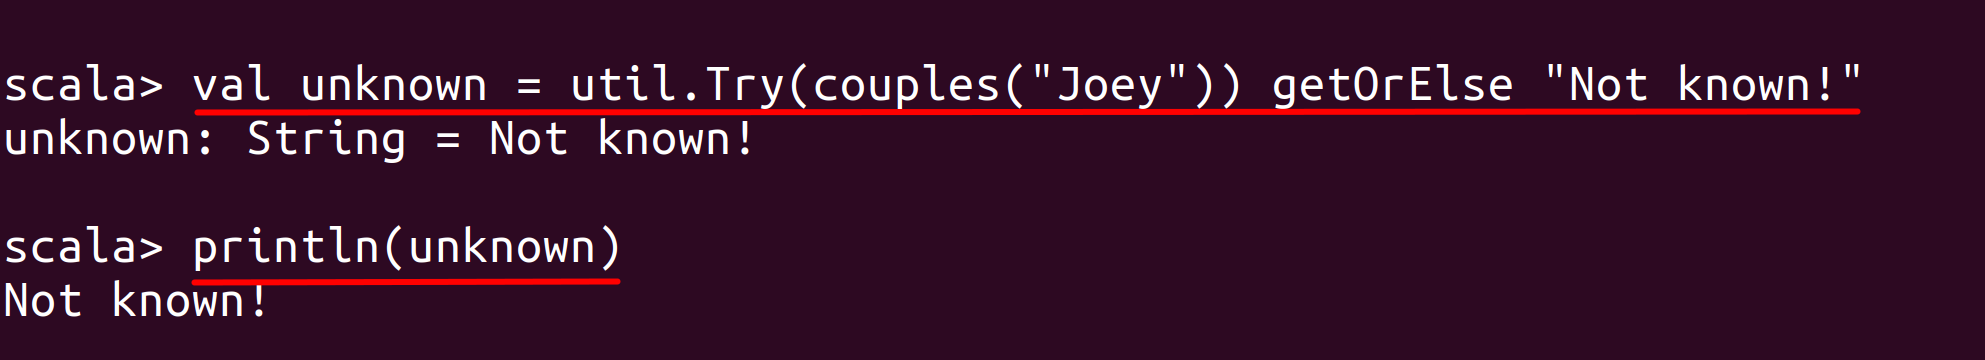 scala> val unknown = util.Try(couples("Joey")) getOrElse "Not known!"
unknown: String = Not known!
scala> println(unknown)
Not known!